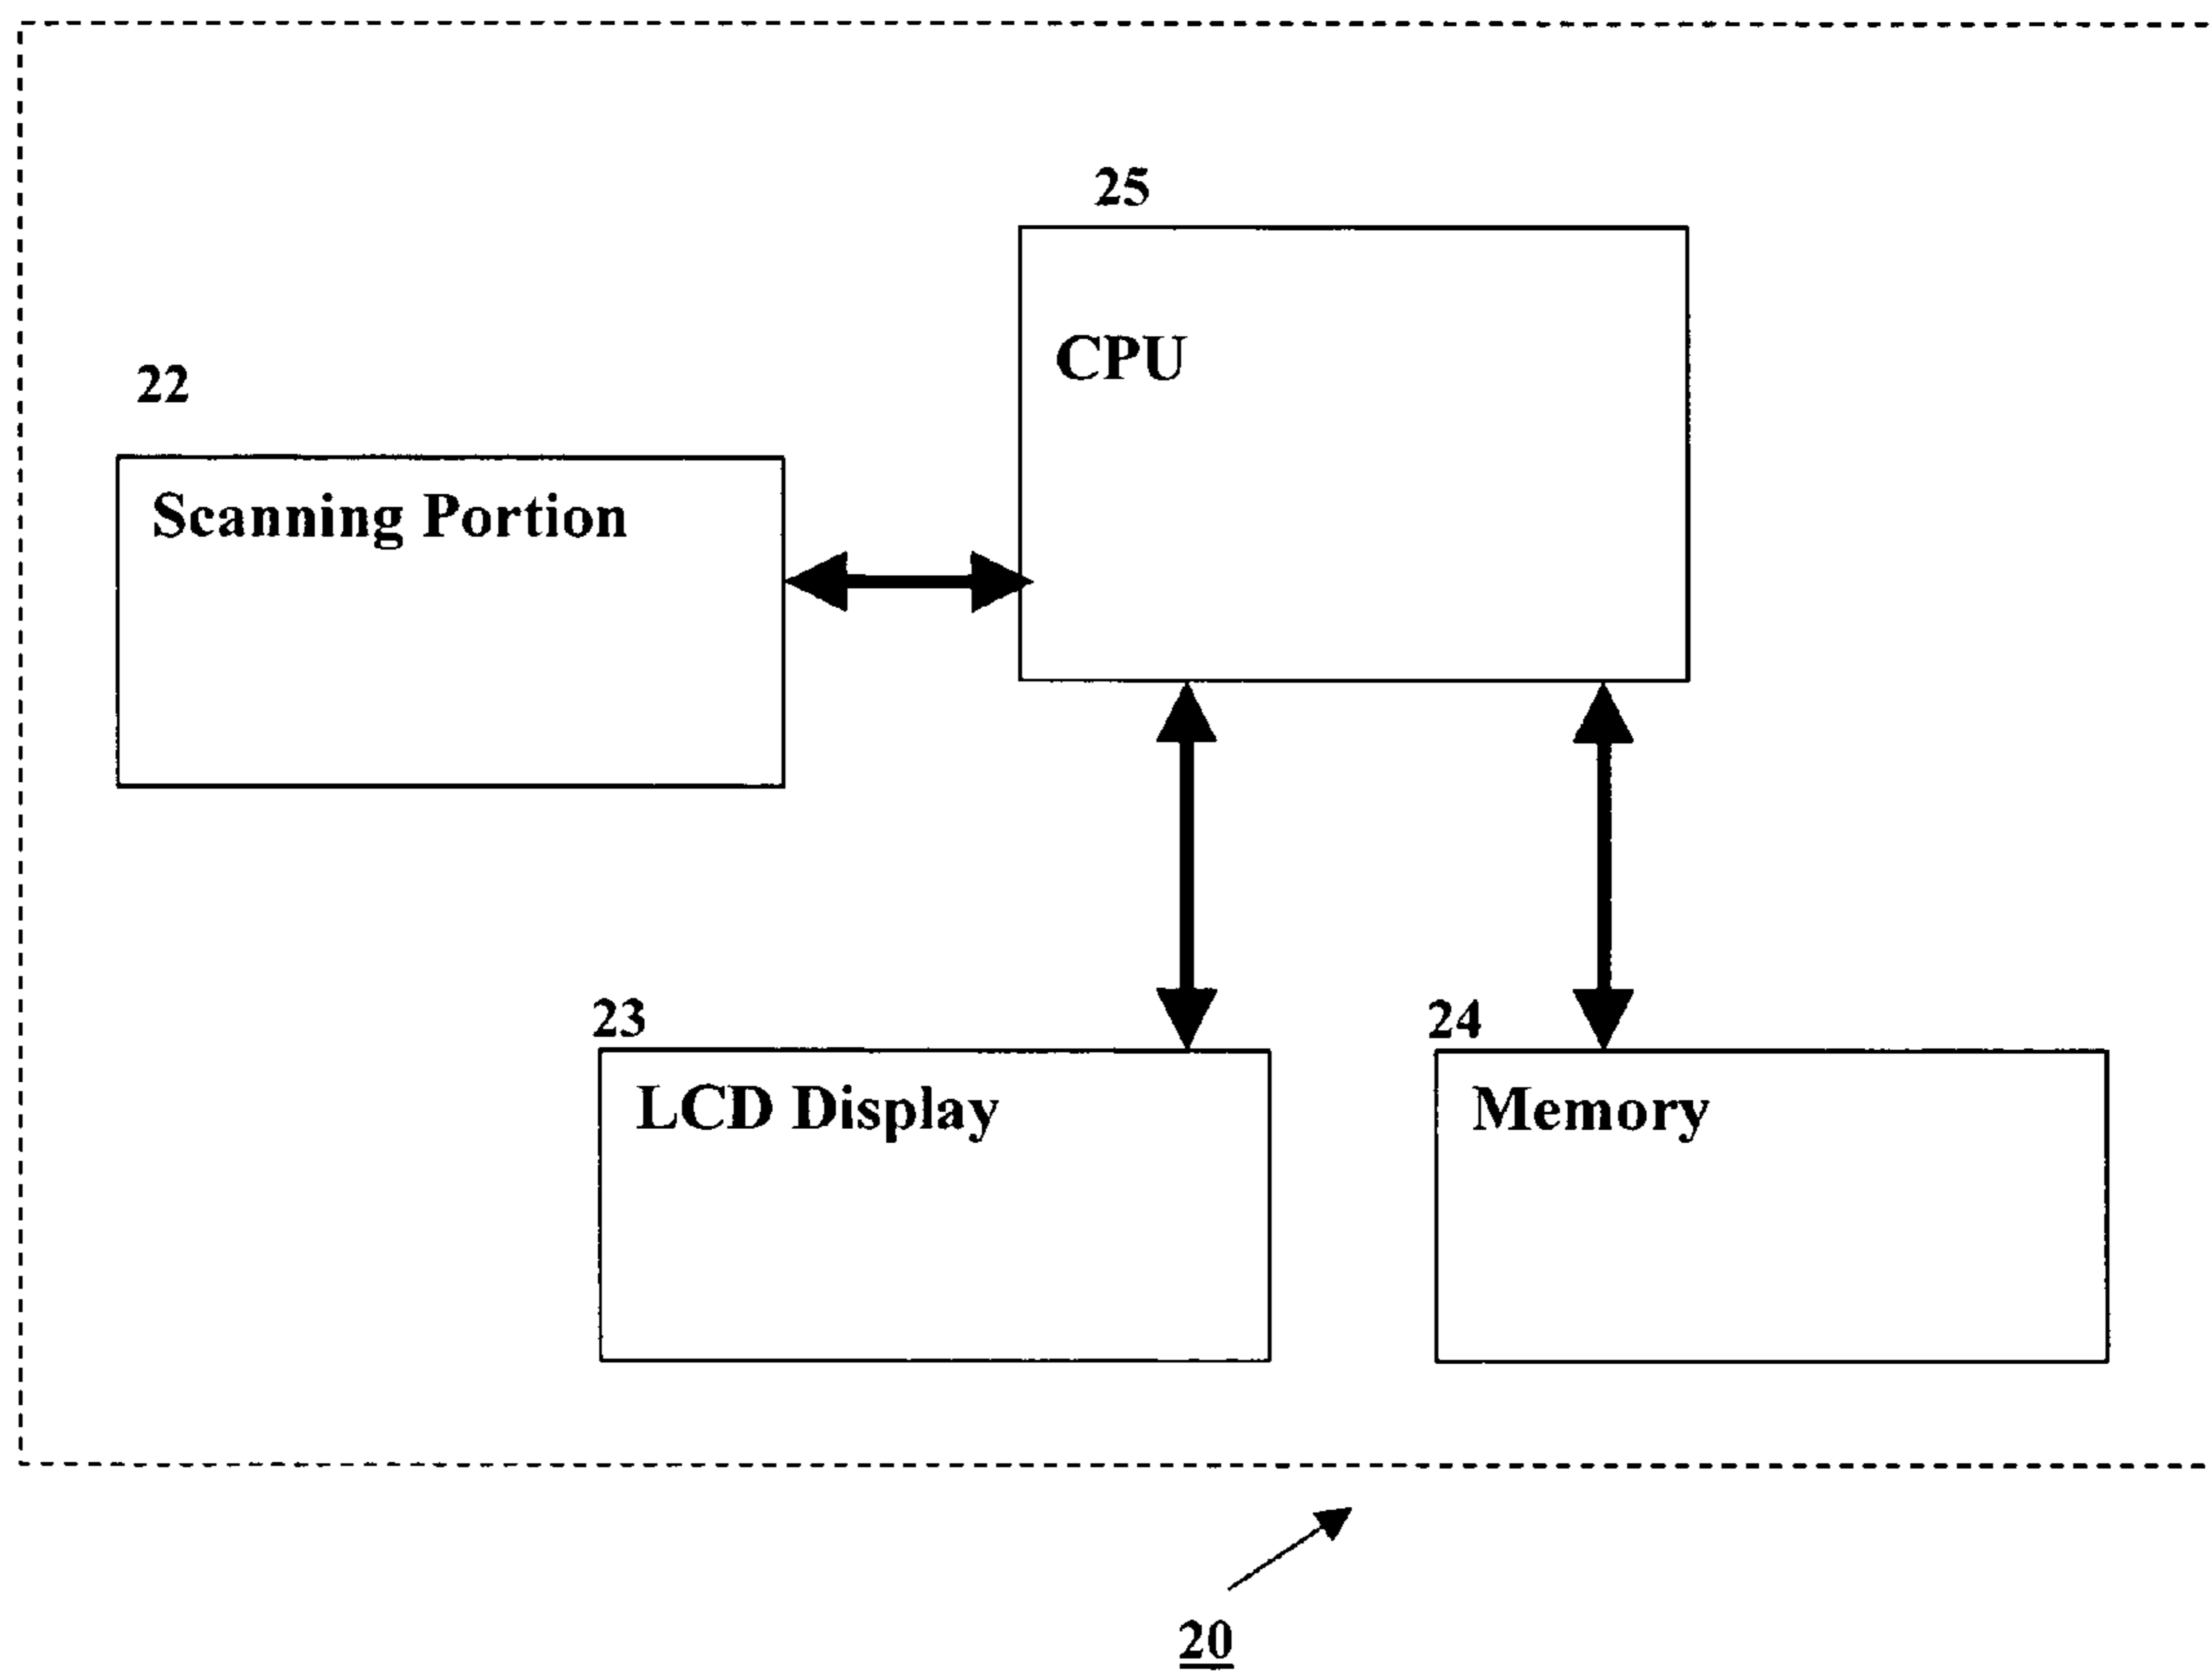 25
CPU
22
Scanning Portion
23
LCD Display
24
Memory
20